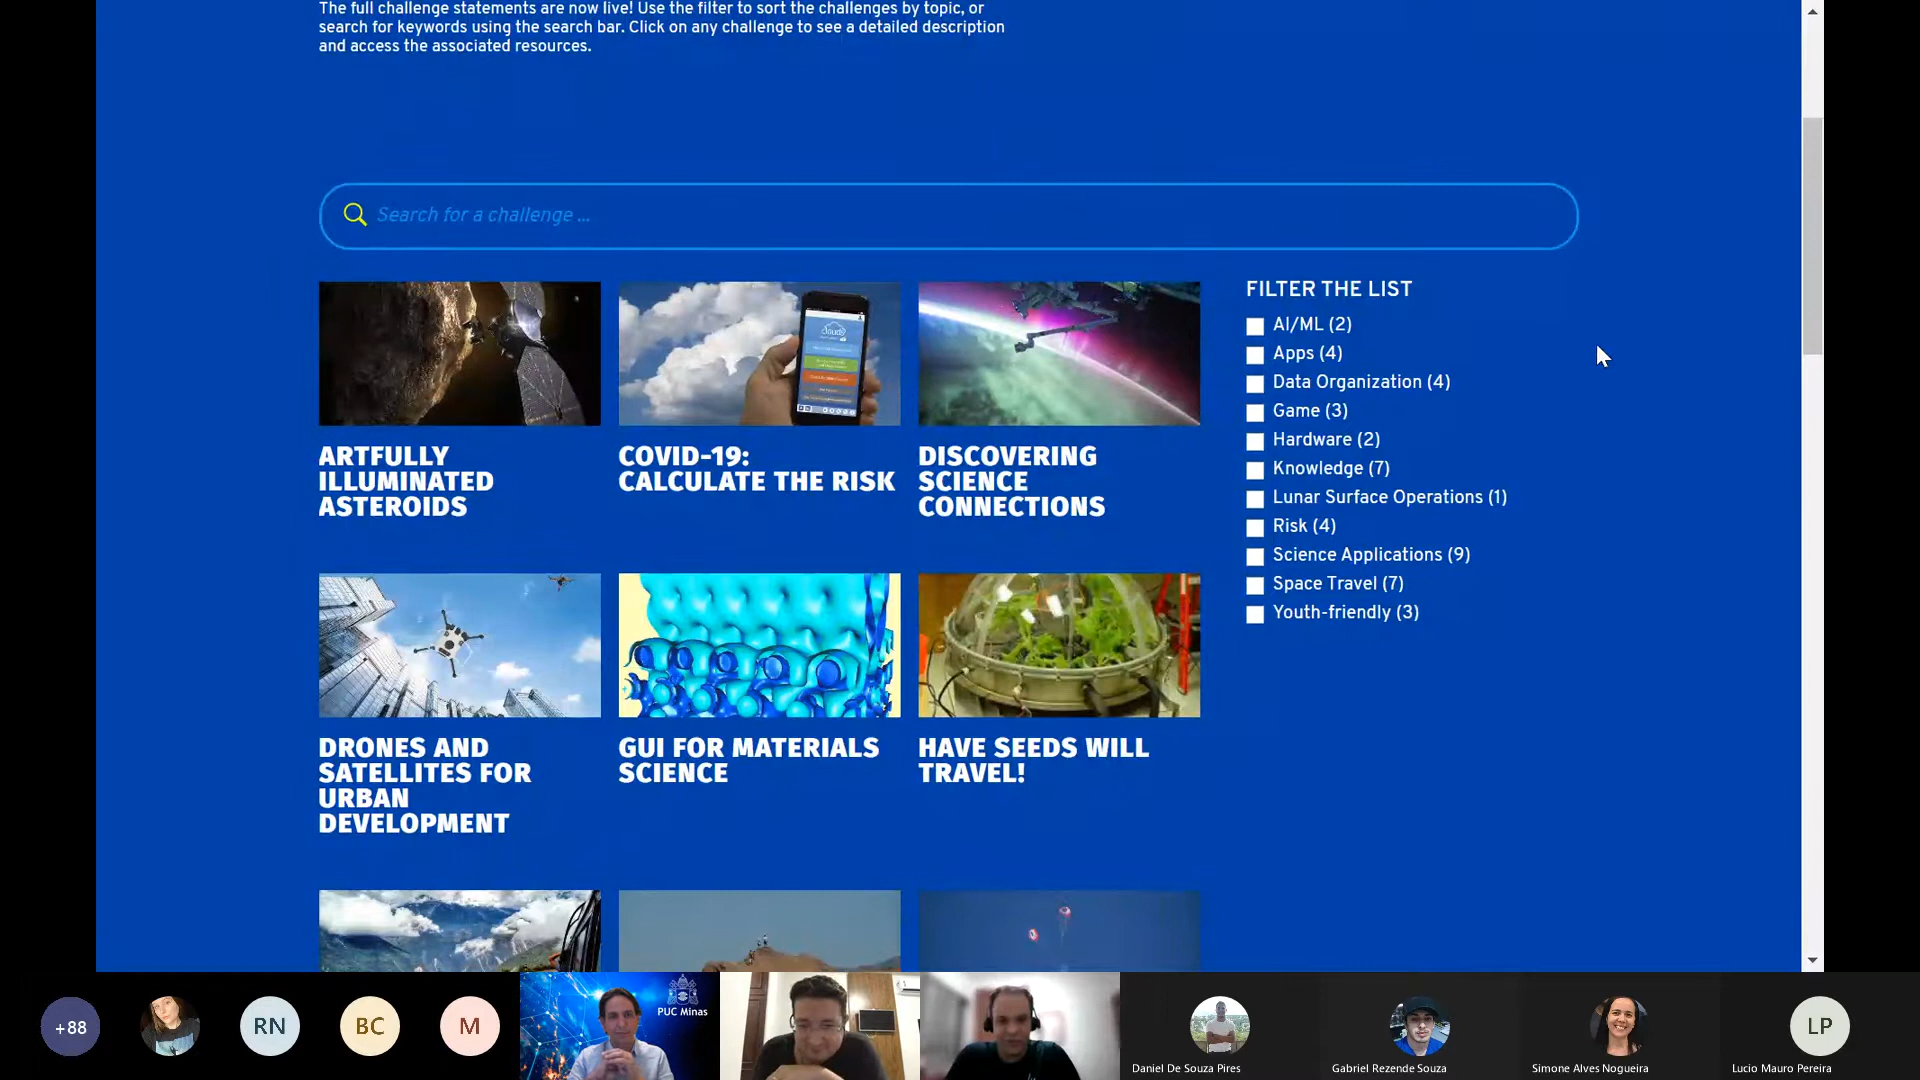 The full challenge statements are now live! Use the filter to sort the challenges by topic, or
search for keywords using the search bar. Click on any challenge to see a detailed description
and access the associated resources.
Search for a challenge ...
ARTFULLY
ILLUMINATED
ASTEROIDS
COVID-19:
CALCULATE THE RISK
DISCOVERING
SCIENCE
CONNECTIONS
FILTER THE LIST
AI/ML (2)
Apps (4)
Data Organization (4)
Game (3)
Hardware (2)
Knowledge (7)
Lunar Surface Operations (1)
Risk (4)
Science Applications (9)
Space Travel (7)
Youth-friendly (3)
DRONES AND
SATELLITES FOR
URBAN
DEVELOPMENT
GUI FOR MATERIALS
SCIENCE
HAVE SEEDS WILL
TRAVEL!
+88
RN
BC
M
PUC Minas
Daniel De Souza Pires
Gabriel Rezende Souza
Simone Alves Nogueira
LP
Lucio Mauro Pereira